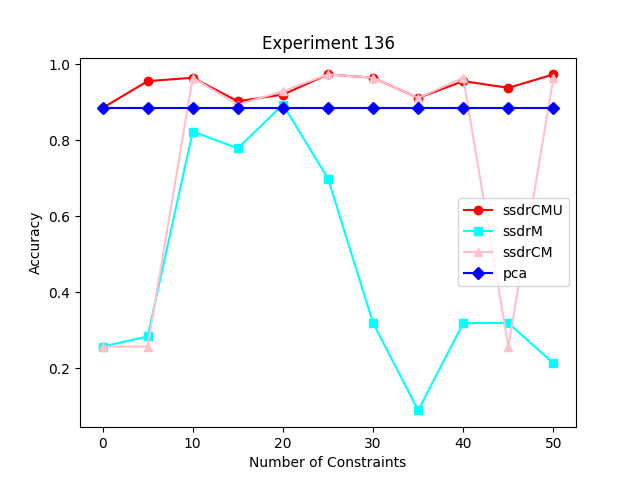 Experiment 136
1.0
0.8
0.6
0.4
0.2
Accuracy
ssdrCMU
ssdrM
ssdrCM
pca
0 10 20 30 40 50
Number of Constraints